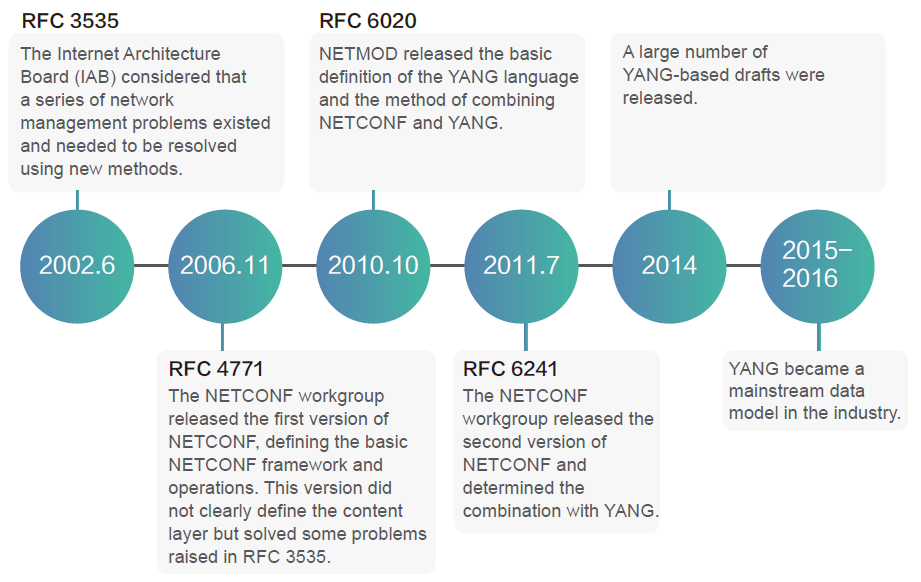 RFC 3535
The Internet Architecture
Board (IAB) considered that
a series of network
management problems existed
and needed to be resolved
using new methods.
RFC 6020
NETMOD released the basic
definition of the YANG language
and the method of combining
NETCONF and YANG.
A large number of
YANG-based drafts were
released.
2002.6
2006.11
2010.10
2011.7
2014
2015–
2016
RFC 4771
The NETCONF workgroup
released the first version of
NETCONF, defining the basic
NETCONF framework and
operations. This version did
not clearly define the content
layer but solved some problems
raised in RFC 3535.
RFC 6241
The NETCONF
workgroup released the
second version of
NETCONF and
determined the
combination with YANG.
YANG became a
mainstream data
model in the industry.